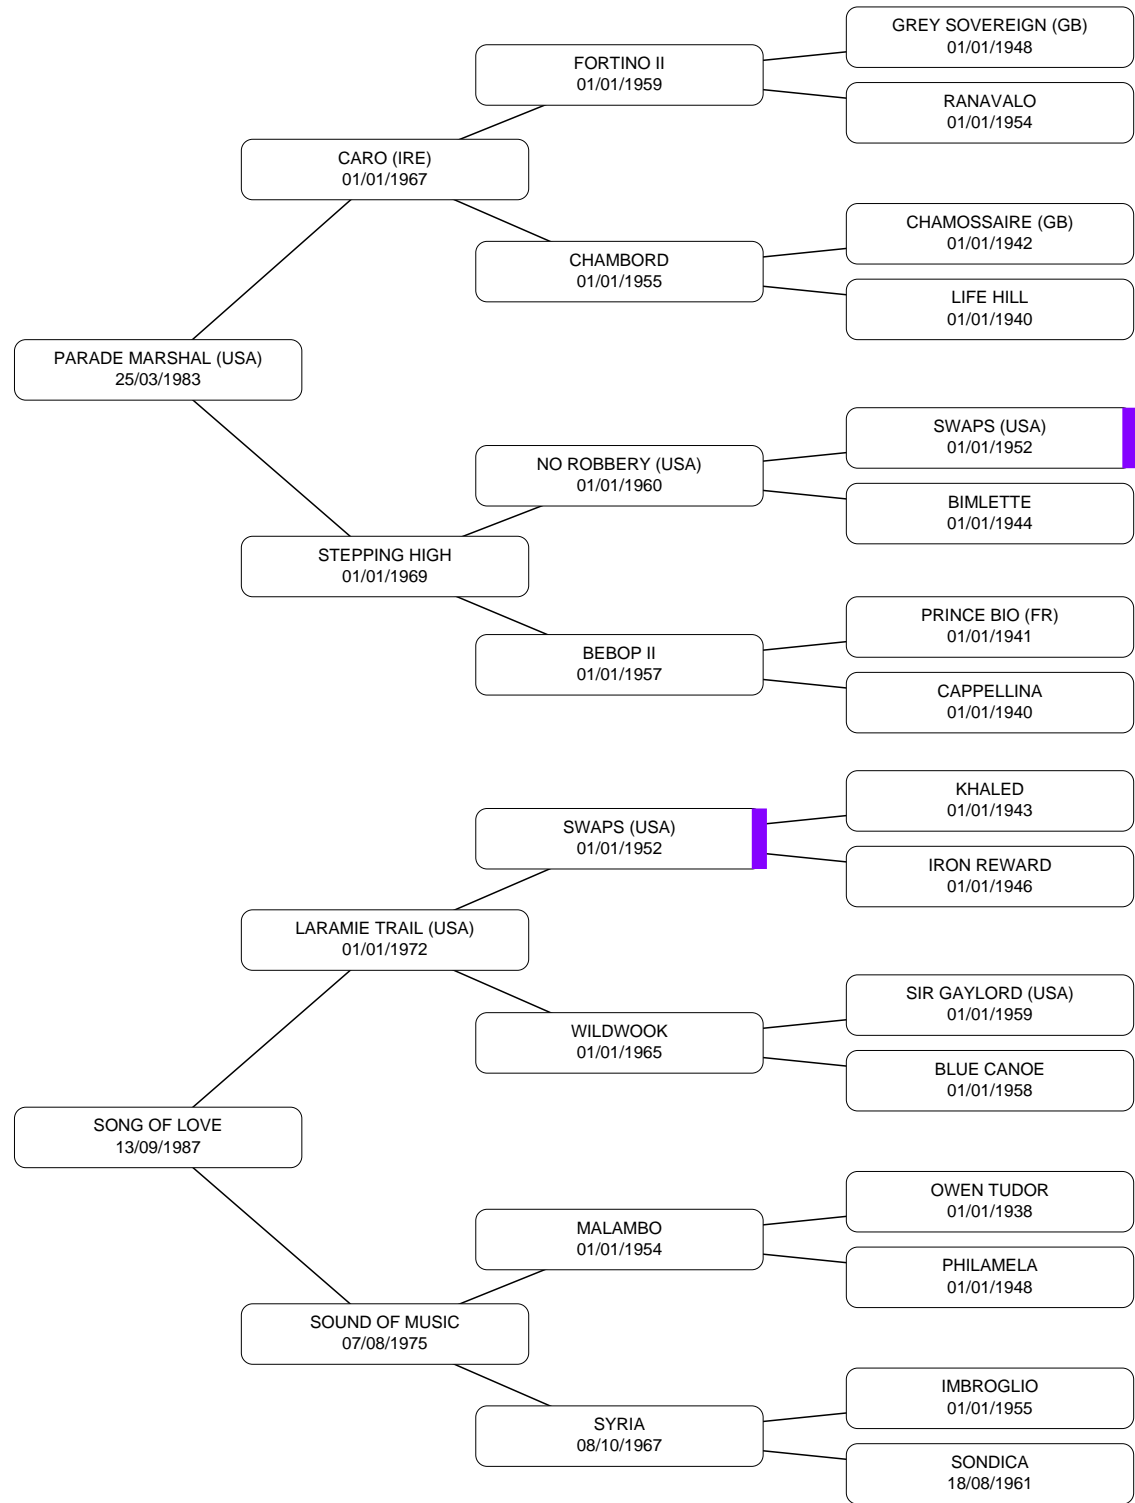 GREY SOVEREIGN (GB)
01/01/1948
FORTINO II
01/01/1959
RANAVALO
01/01/1954
CARO (IRE)
01/01/1967
CHAMOSSAIRE (GB)
01/01/1942
CHAMBORD
01/01/1955
LIFE HILL
01/01/1940
PARADE MARSHAL (USA)
25/03/1983
SWAPS (USA)
01/01/1952
NO ROBBERY (USA)
01/01/1960
BIMLETTE
01/01/1944
STEPPING HIGH
01/01/1969
PRINCE BIO (FR)
01/01/1941
BEBOP II
01/01/1957
CAPPELLINA
01/01/1940
KHALED
01/01/1943
SWAPS (USA)
01/01/1952
IRON REWARD
01/01/1946
LARAMIE TRAIL (USA)
01/01/1972
SIR GAYLORD (USA)
01/01/1959
WILDWOOK
01/01/1965
BLUE CANOE
01/01/1958
SONG OF LOVE
13/09/1987
OWEN TUDOR
01/01/1938
MALAMBO
01/01/1954
PHILAMELA
01/01/1948
SOUND OF MUSIC
07/08/1975
IMBROGLIO
01/01/1955
SYRIA
08/10/1967
SONDICA
18/08/1961